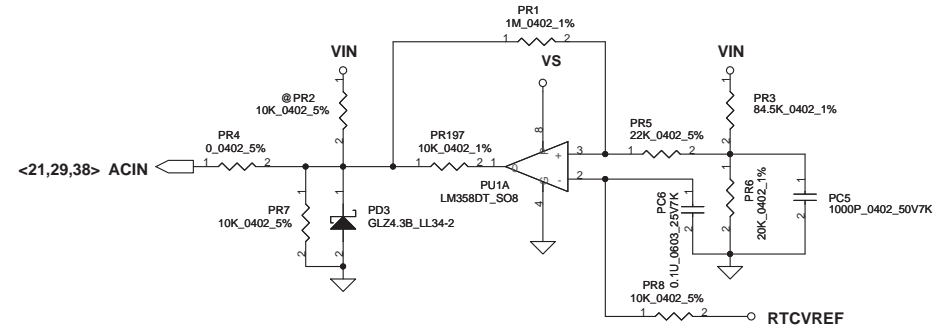 PR1
1M_0402_1%
1 2
VIN
VS
VIN
1
2
@PR2
10K_0402_5%
1
2
PR3
84.5K_0402_1%
8
PR4
0_0402_5%
1 2
PR197
10K_0402_1%
2 1
P
+
-
O
G
3
2
4
PR5
22K_0402_5%
1 2
<21,29,38> ACIN
PU1A
LM358DT_SO8
PR7
10K_0402_5%
1
2
PD3
GLZ4.3B_LL34-2
1
2
PC6
0.1U_0603_25V7K
1
2
PR6
20K_0402_1%
1
2
PC5
1000P_0402_50V7K
1
2
PR8
10K_0402_5%
1 2
RTCVREF